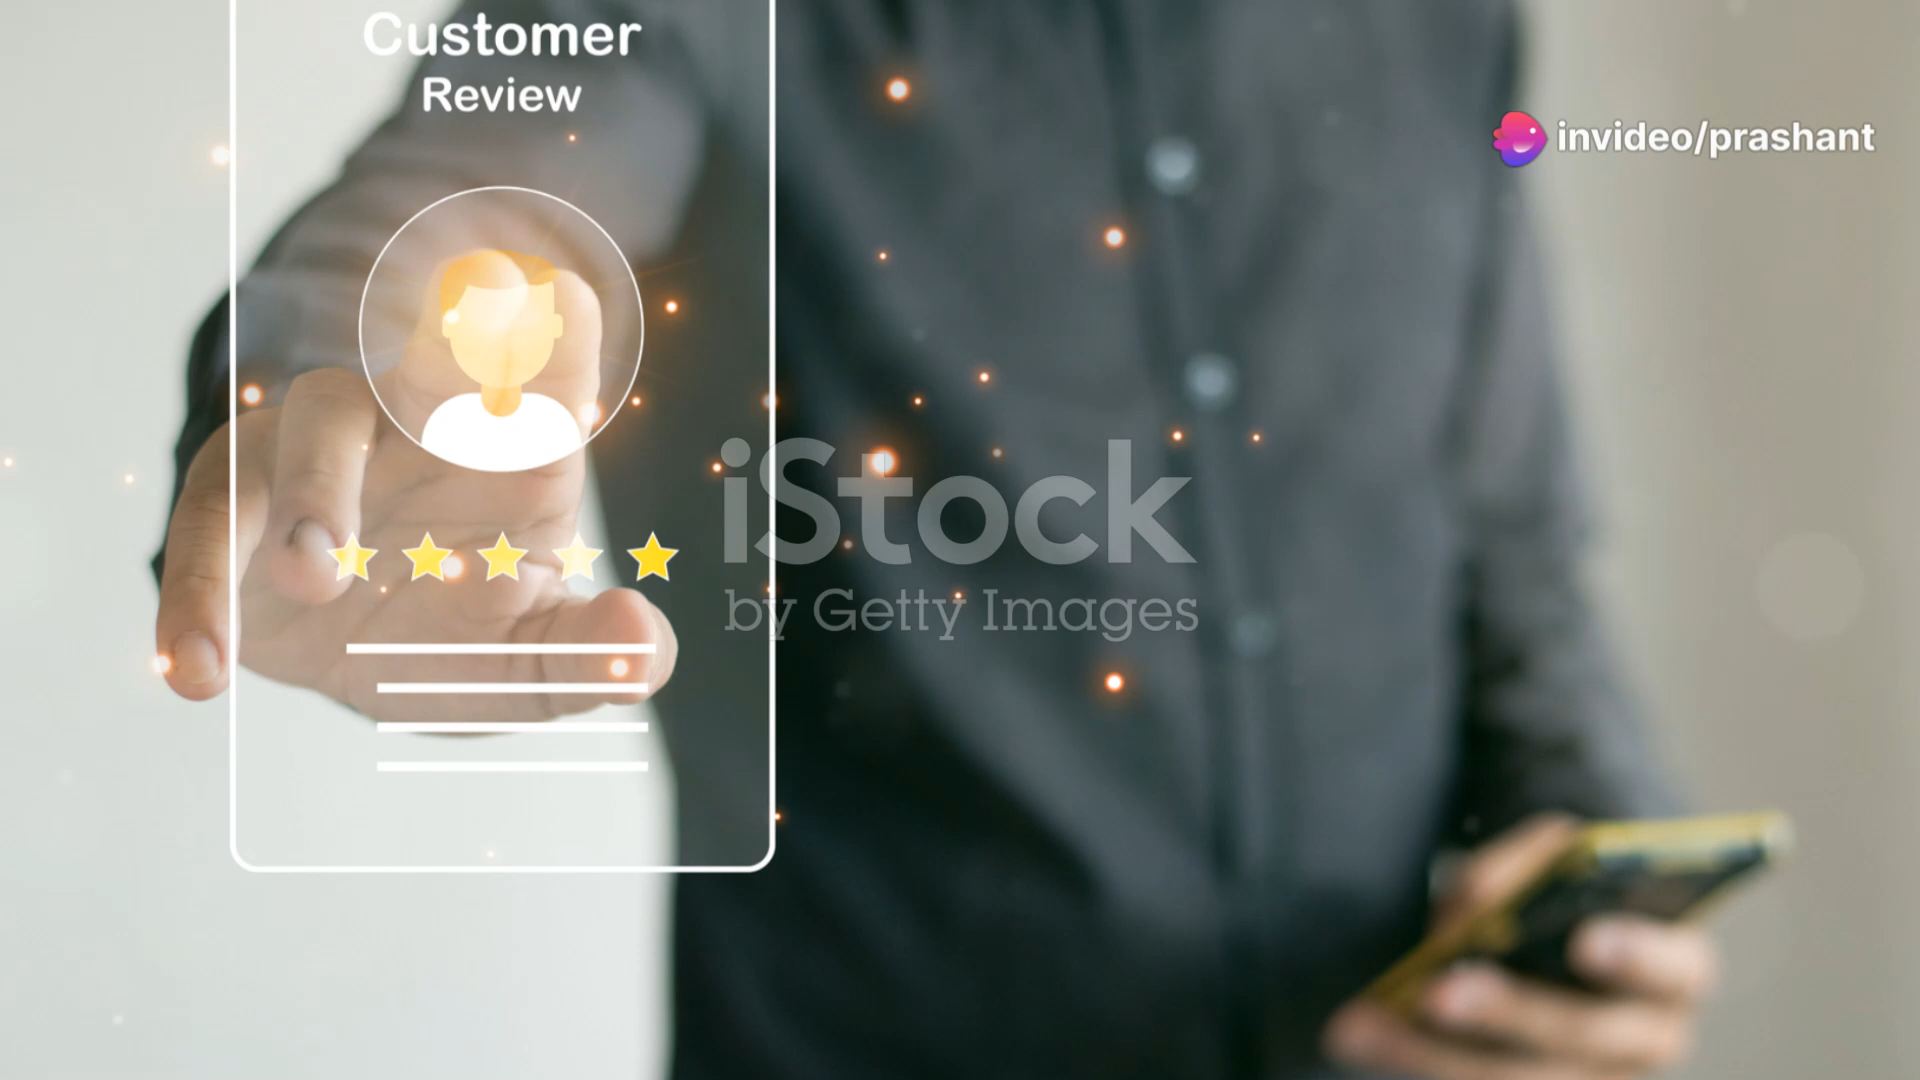 Customer
Review
invideo/prashant
iStock
by Getty Images